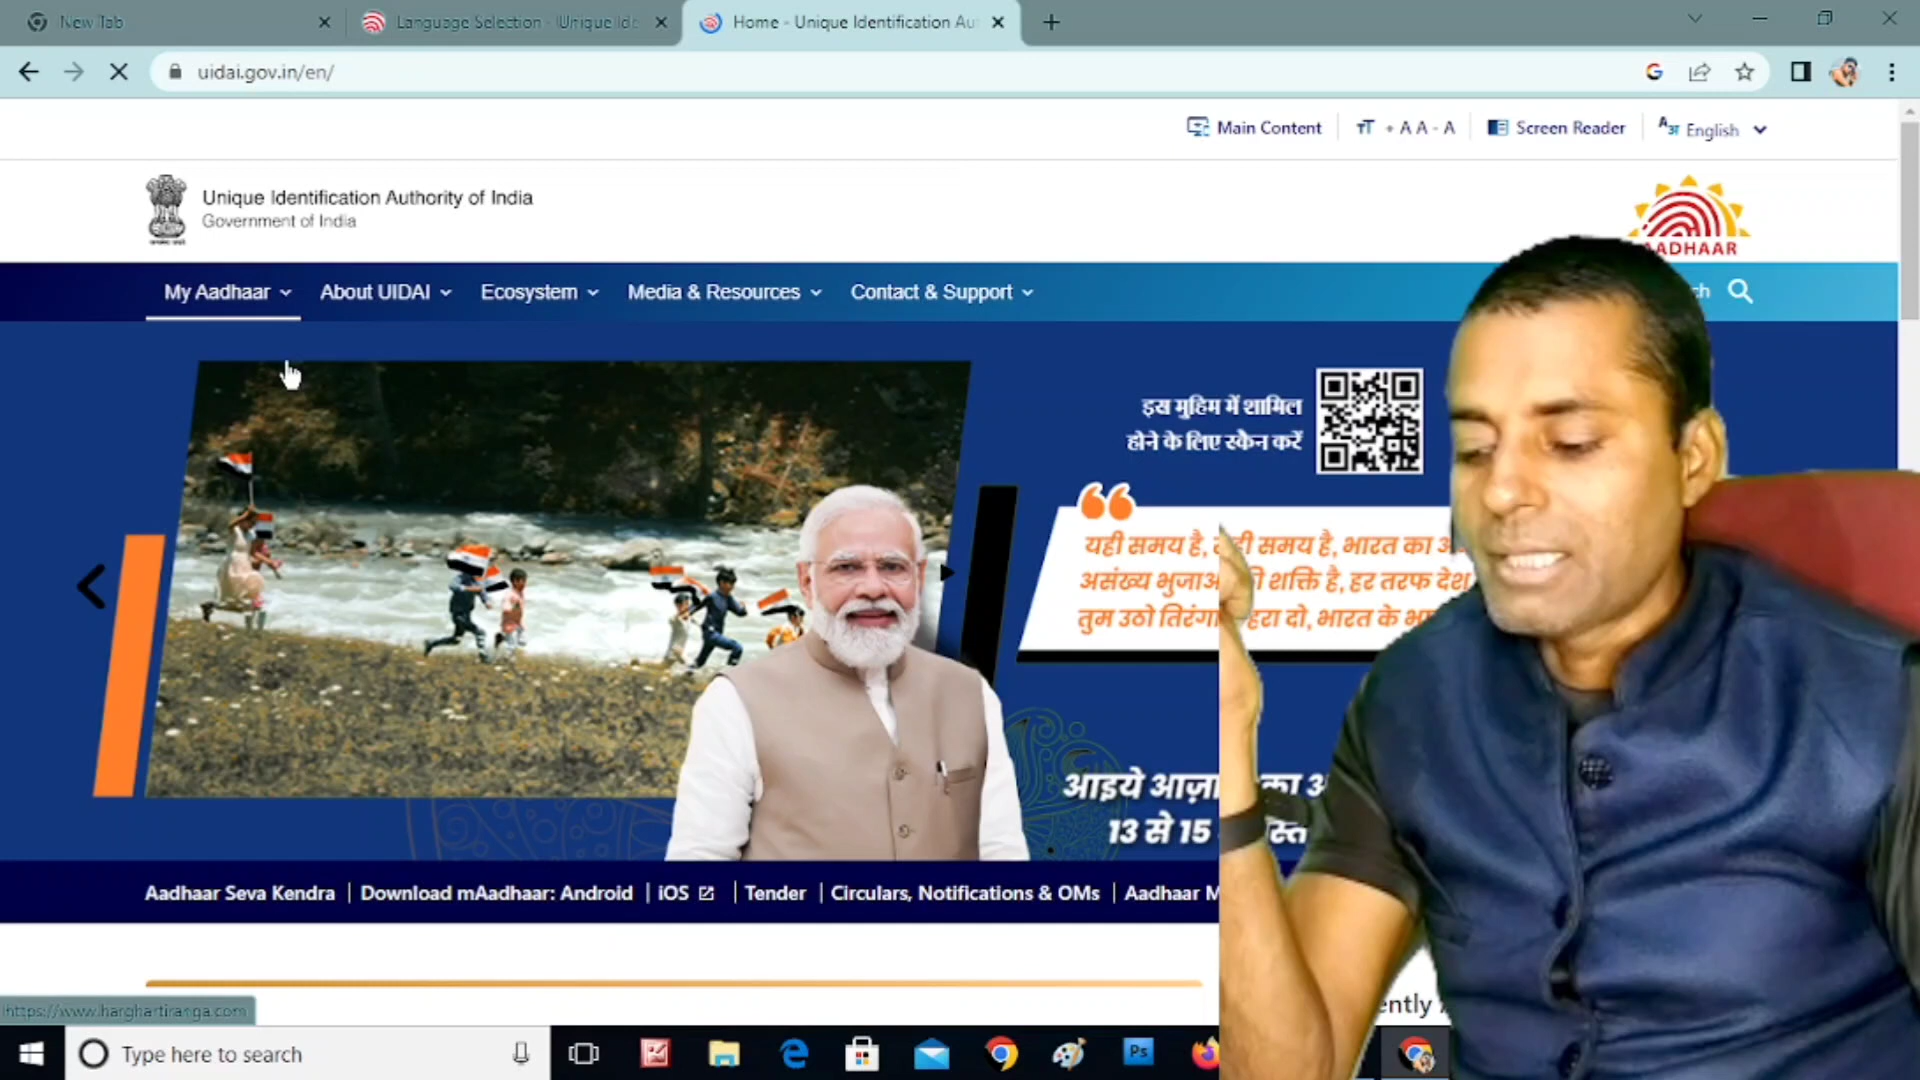 New Tab
Language Selection - Unique Ide
Home - Unique Identification Au
uidai.gov.in/en/
Main Content
+ A A - A
Screen Reader
English
Unique Identification Authority of India
Government of India
AADHAAR
My Aadhaar
About UIDAI
Ecosystem
Media & Resources
Contact & Support
इस मुहिम में शामिल
होने के लिए स्कैन करें
यही समय है, समय है, भारत का
असंख्य शक्ति है, हर तरफ देश
तुम उठो दो, भारत के
आइये
13 से 15
Aadhaar Seva Kendra
Download mAadhaar: Android
iOS
Tender
Circulars, Notifications & OMs
Aadhaar M
https://www.harghartiranga.com
Type here to search
Ps